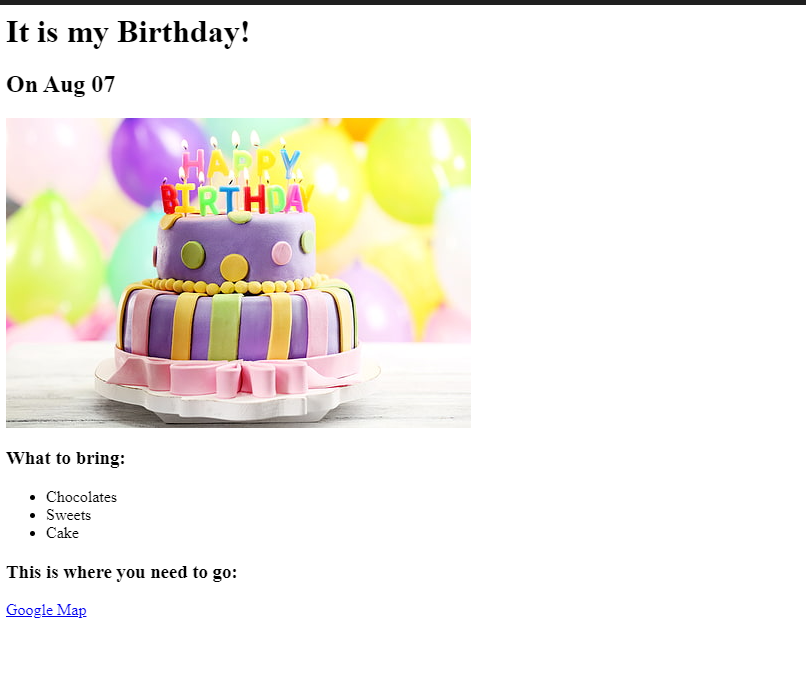 It is my Birthday!
On Aug 07
HAPPY
BIRTHDAY
What to bring:
Chocolates
Sweets
Cake
This is where you need to go:
Google Map